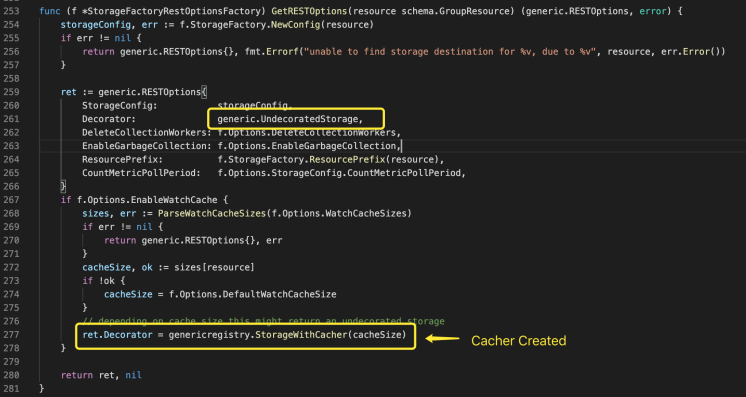 253 func (f *StorageFactoryRestOptionsFactory) GetRESTOptions(resource schema.GroupResource) (generic.RESTOptions, error) {
254     storageConfig, err := f.StorageFactory.NewConfig(resource)
255     if err != nil {
256         return generic.RESTOptions{}, fmt.Errorf("unable to find storage destination for %v, due to %v", resource, err.Error())
257     }
258
259     ret := generic.RESTOptions{
260         StorageConfig:           storageConfig,
261         Decorator:               generic.UndecoratedStorage,
262         DeleteCollectionWorkers: f.Options.DeleteCollectionWorkers,
263         EnableGarbageCollection: f.Options.EnableGarbageCollection,
264         ResourcePrefix:          f.StorageFactory.ResourcePrefix(resource),
265         CountMetricPollPeriod:   f.Options.StorageConfig.CountMetricPollPeriod,
266     }
267     if f.Options.EnableWatchCache {
268         sizes, err := ParseWatchCacheSizes(f.Options.WatchCacheSizes)
269         if err != nil {
270             return generic.RESTOptions{}, err
271         }
272         cacheSize, ok := sizes[resource]
273         if !ok {
274             cacheSize = f.Options.DefaultWatchCacheSize
275         }
276         // depending on cache size this might return an undecorated storage
277         ret.Decorator = genericregistry.StorageWithCacher(cacheSize)
Cacher Created
278     }
279
280     return ret, nil
281 }